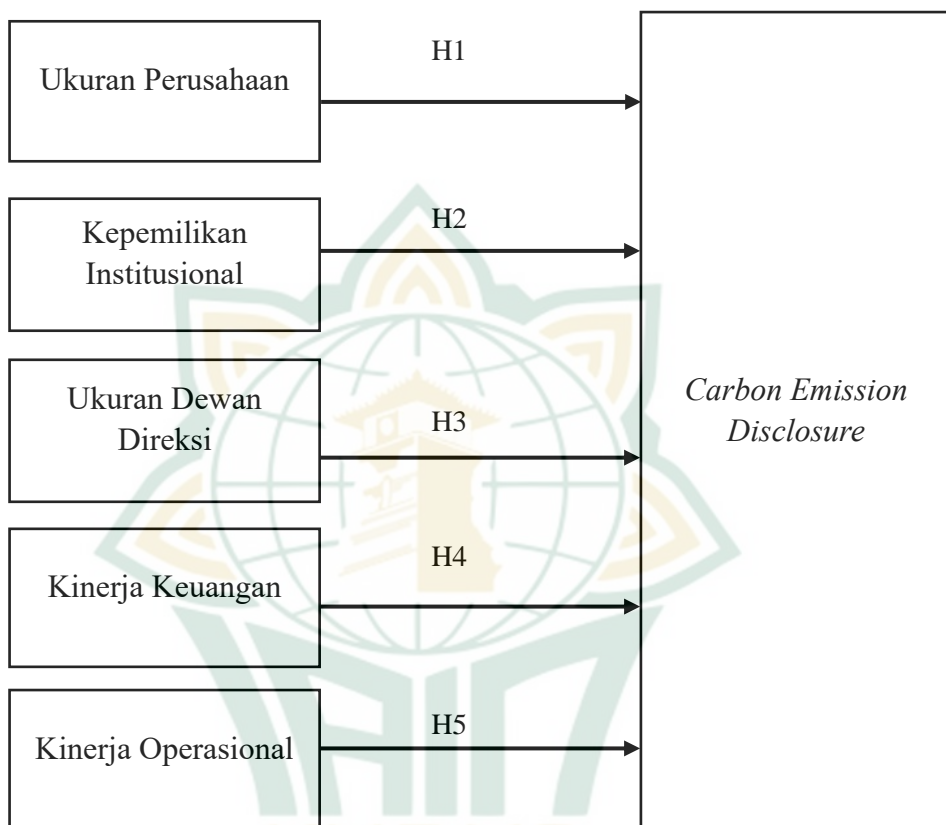 Ukuran Perusahaan
H1
Kepemilikan
Institusional
H2
Ukuran Dewan
Direksi
H3
Kinerja Keuangan
H4
Kinerja Operasional
H5
Carbon Emission
Disclosure
IAIN